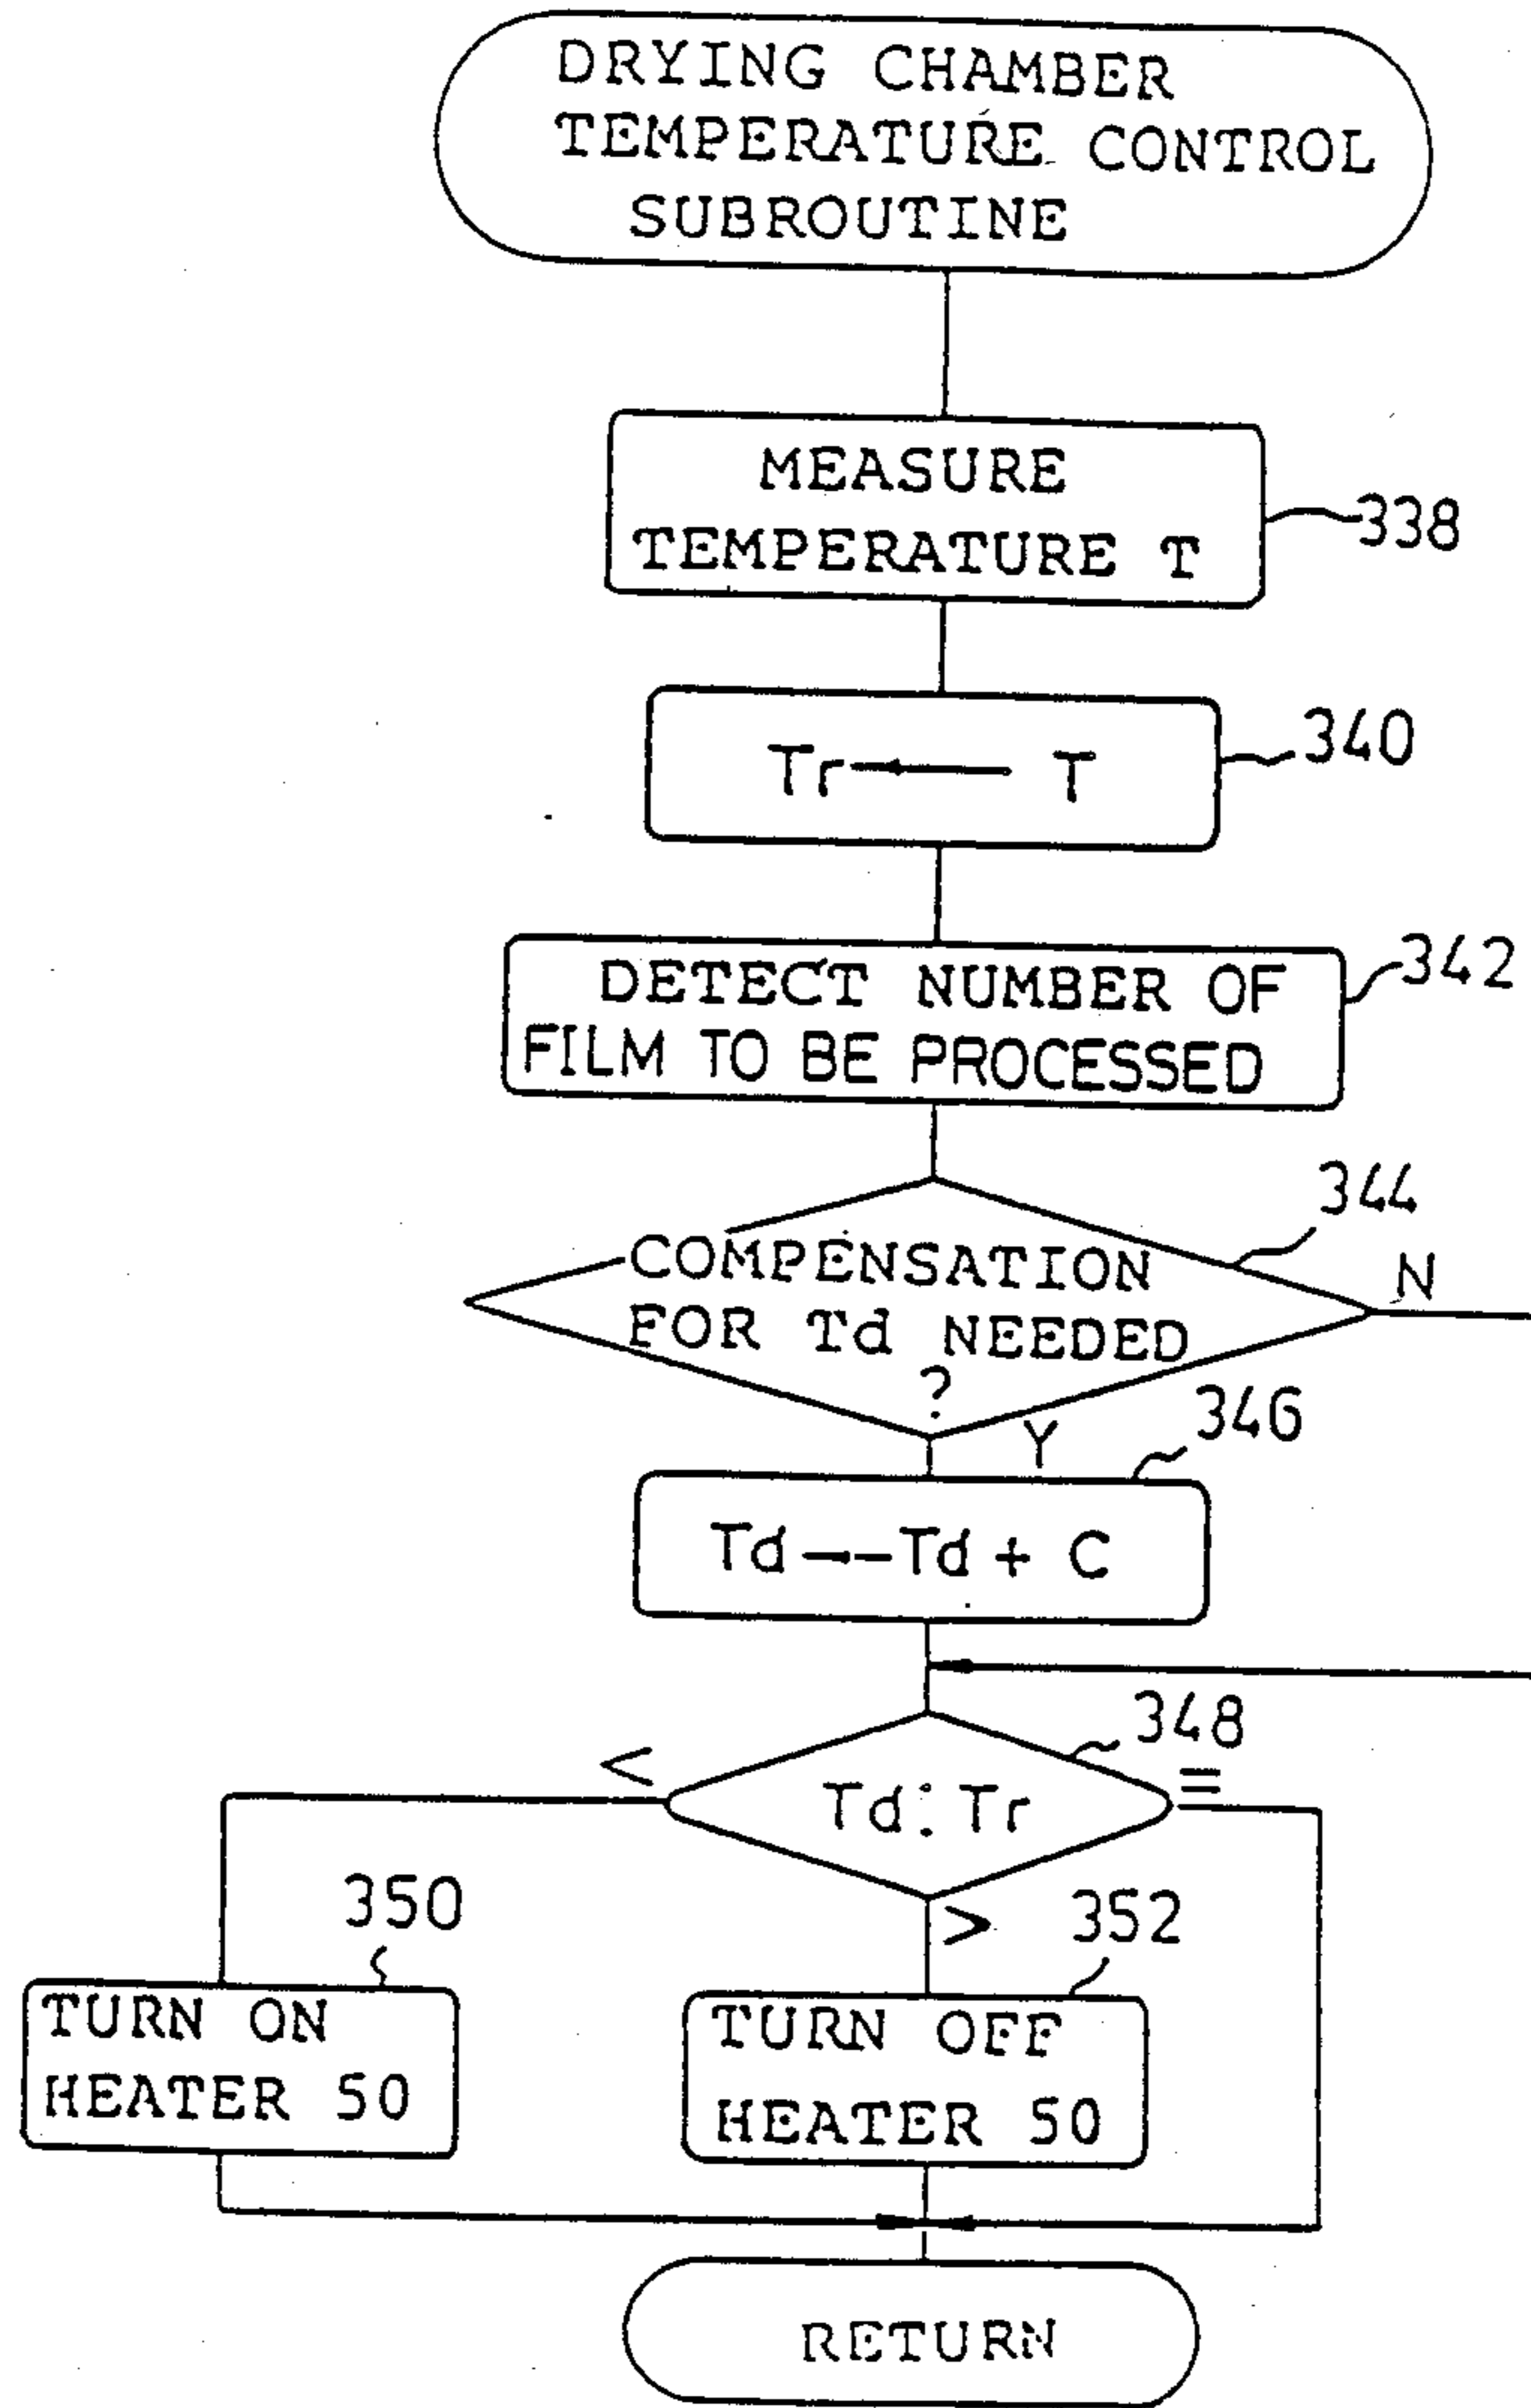 DRYING CHAMBER
TEMPERATURE CONTROL
SUBROUTINE
MEASURE
TEMPERATURE T
338
Tr ← T
340
DETECT NUMBER OF
FILM TO BE PROCESSED
342
344
COMPENSATION
FOR Td NEEDED
?
N
Y
346
Td ← Td + C
348
<
Td : Tr
=
>
350
352
TURN ON
HEATER 50
TURN OFF
HEATER 50
RETURN